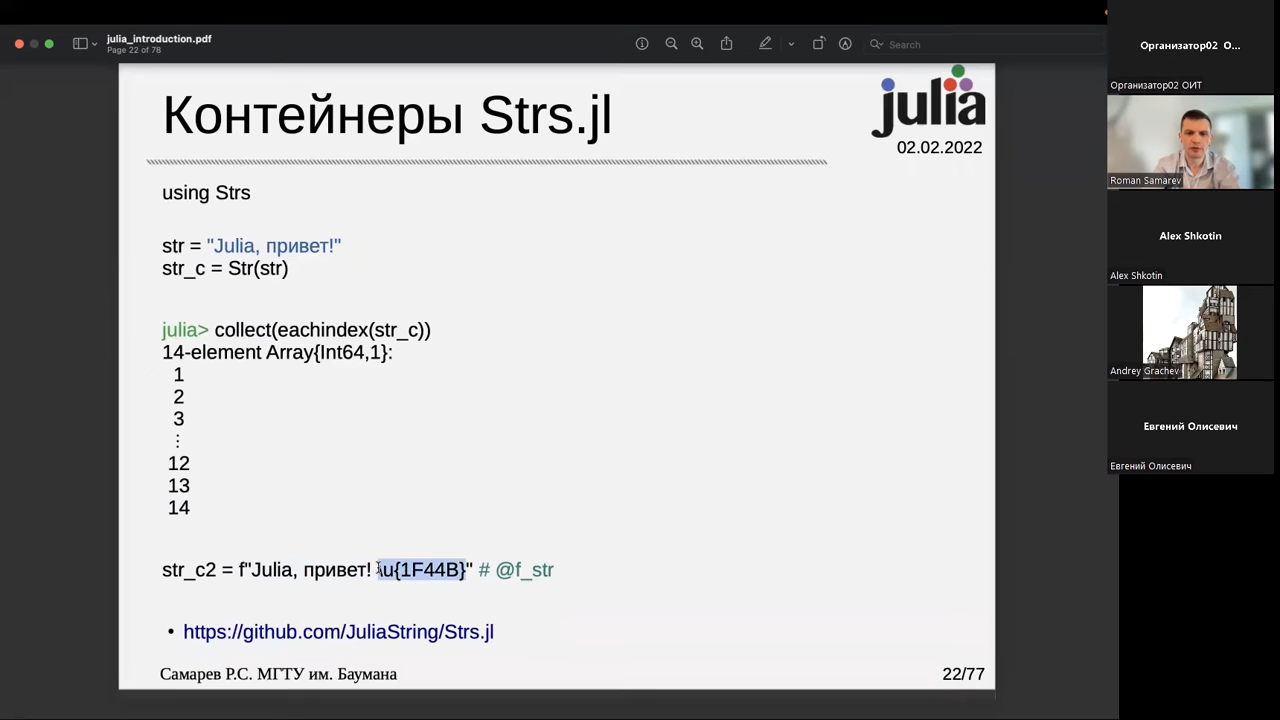 julia_introduction.pdf
Page 22 of 78
Search
Контейнеры Strs.jl
julia
02.02.2022
using Strs
str = "Julia, привет!"
str_c = Str(str)
julia> collect(eachindex(str_c))
14-element Array{Int64,1}:
1
2
3
⋮
12
13
14
str_c2 = f"Julia, привет! \u{1F44B}" # @f_str
• https://github.com/JuliaString/Strs.jl
Самарев Р.С. МГТУ им. Баумана
22/77
Организатор02 О...
Организатор02 ОИТ
Roman Samarev
Alex Shkotin
Alex Shkotin
Andrey Grachev
Евгений Олисевич
Евгений Олисевич